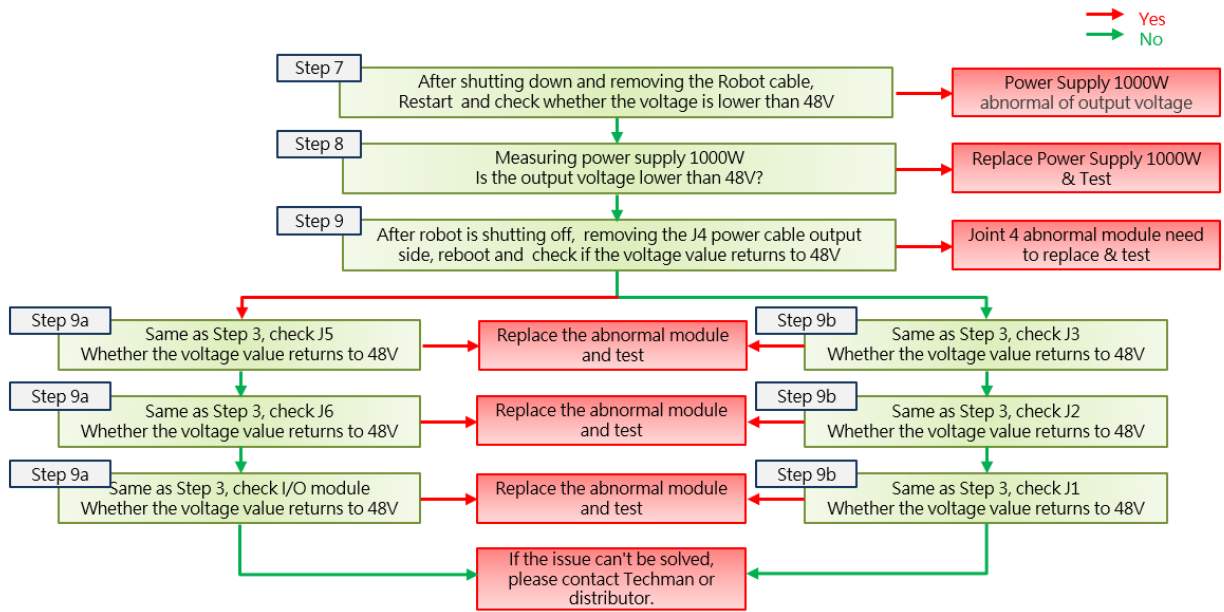 Yes
No
Step 7
After shutting down and removing the Robot cable,
Restart and check whether the voltage is lower than 48V
Power Supply 1000W
abnormal of output voltage
Step 8
Measuring power supply 1000W
Is the output voltage lower than 48V?
Replace Power Supply 1000W
& Test
Step 9
After robot is shutting off, removing the J4 power cable output
side, reboot and check if the voltage value returns to 48V
Joint 4 abnormal module need
to replace & test
Step 9a
Same as Step 3, check J5
Whether the voltage value returns to 48V
Replace the abnormal module
and test
Step 9b
Same as Step 3, check J3
Whether the voltage value returns to 48V
Step 9a
Same as Step 3, check J6
Whether the voltage value returns to 48V
Replace the abnormal module
and test
Step 9b
Same as Step 3, check J2
Whether the voltage value returns to 48V
Step 9a
Same as Step 3, check I/O module
Whether the voltage value returns to 48V
Replace the abnormal module
and test
Step 9b
Same as Step 3, check J1
Whether the voltage value returns to 48V
If the issue can't be solved,
please contact Techman or
distributor.